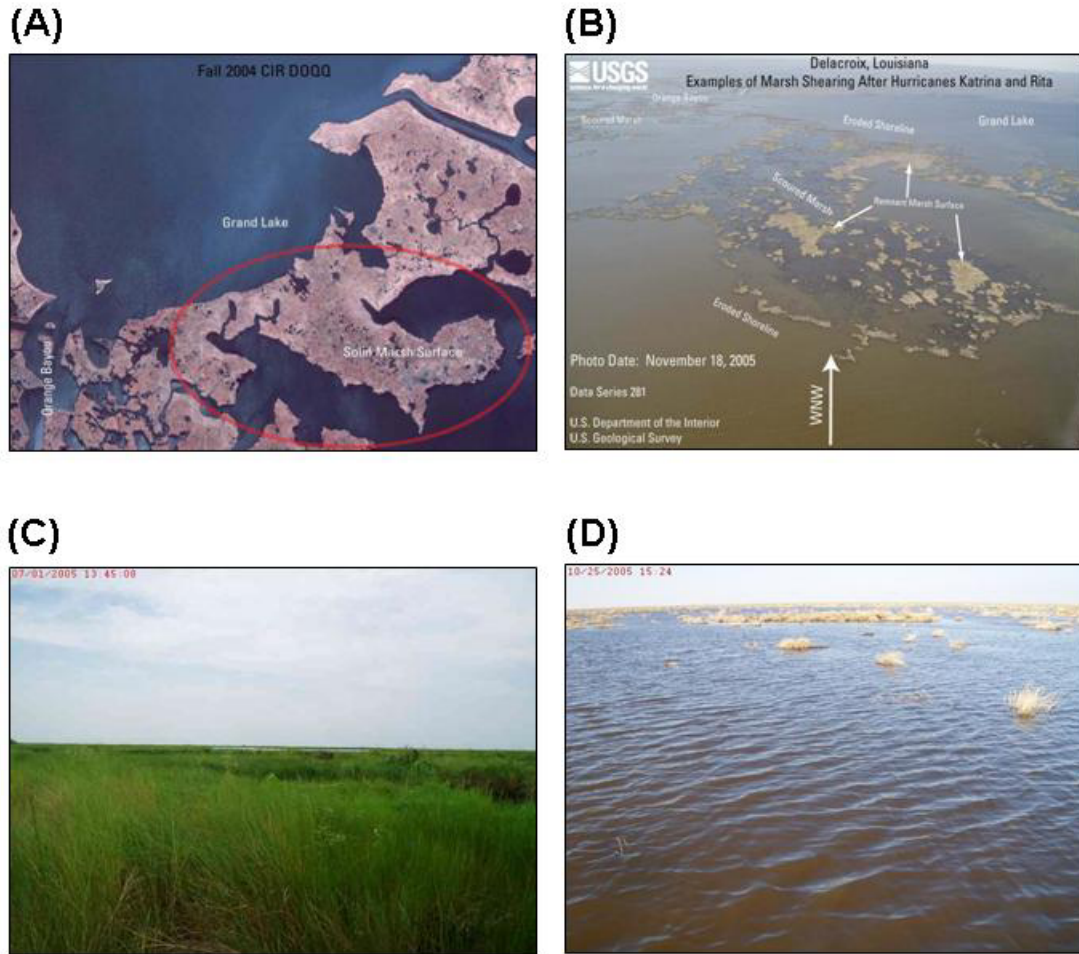 (A)
Fall 2004 CIR DOQQ
Grand Lake
Solid Marsh Surface
Orange Bayou
(B)
USGS
Delacroix, Louisiana
Examples of Marsh Shearing After Hurricanes Katrina and Rita
Orange Bayou
Scoured Marsh
Eroded Shoreline
Grand Lake
Scoured Marsh
Remnant Marsh Surface
Eroded Shoreline
Photo Date: November 18, 2005
Data Series 281
WNW
U.S. Department of the Interior
U.S. Geological Survey
(C)
07/01/2005 13:45:00
(D)
10/25/2005 15:24